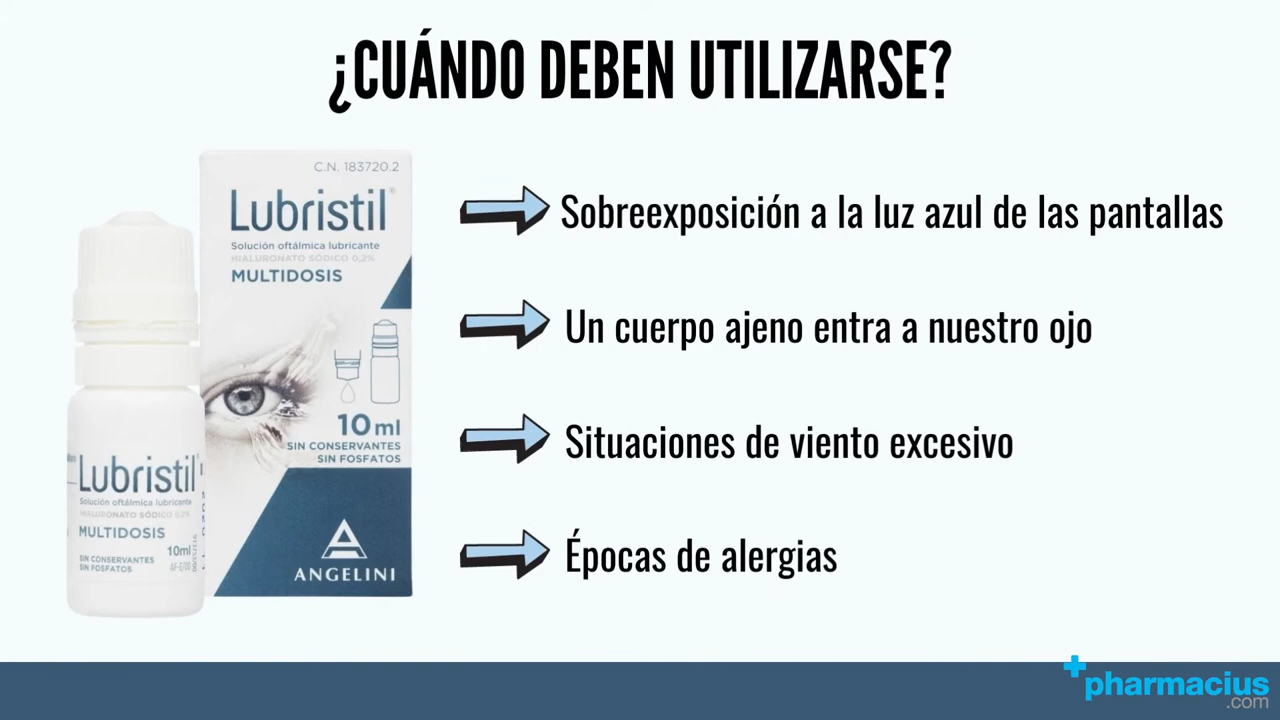 ¿CUÁNDO DEBEN UTILIZARSE?
C.N. 183720.2
Lubristil®
Solución oftálmica lubricante
HIALURONATO SÓDICO 0,2%
MULTIDOSIS
10 ml
SIN CONSERVANTES
SIN FOSFATOS
ANGELINI
Lubristil
Solución oftálmica lubricante
HIALURONATO SÓDICO 0,2%
MULTIDOSIS
10ml
SIN CONSERVANTES
SIN FOSFATOS
Sobreexposición a la luz azul de las pantallas
Un cuerpo ajeno entra a nuestro ojo
Situaciones de viento excesivo
Épocas de alergias
pharmacius
.com